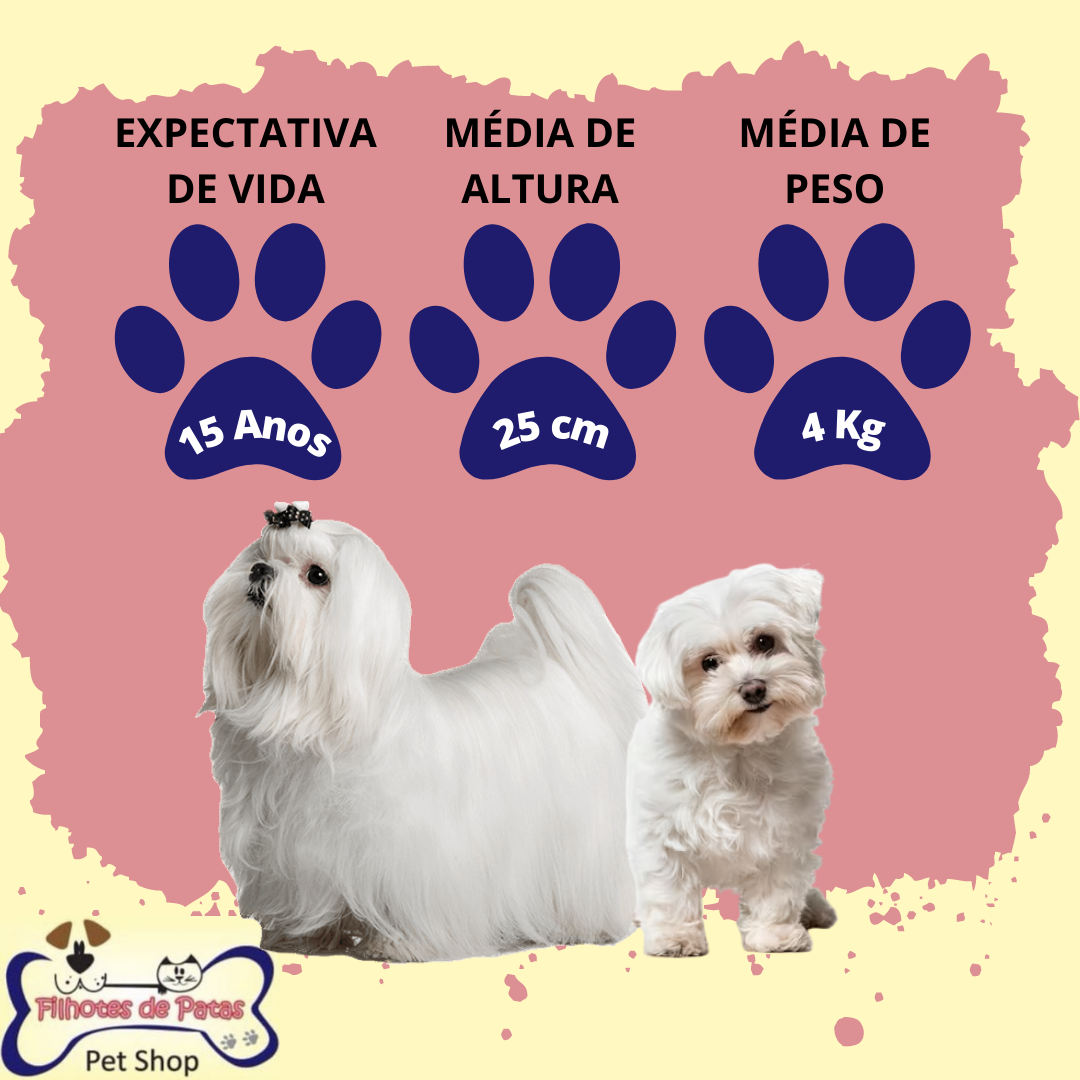 EXPECTATIVA
DE VIDA
MÉDIA DE
ALTURA
MÉDIA DE
PESO
15 Anos
25 cm
4 Kg
Filhotes de Patas
Pet Shop